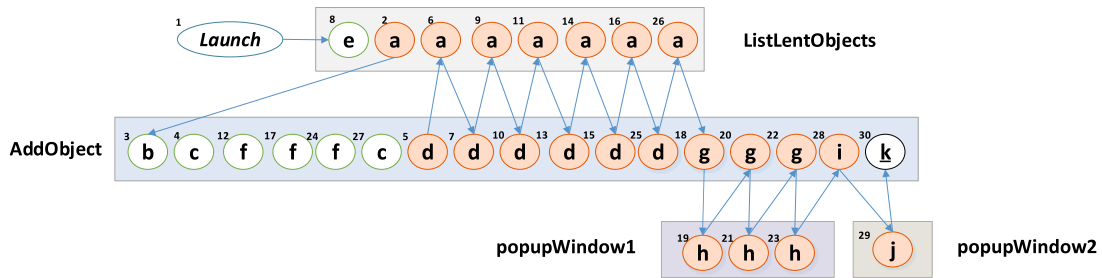 1 Launch 8 e 2 a 6 a 9 a 11 a 14 a 16 a 26 a ListLentObjects
AddObject 3 b 4 c 12 f 17 f 24 f 27 c 5 d 7 d 10 d 13 d 15 d 25 d 18 g 20 g 22 g 28 i 30 k
popupWindow1 19 h 21 h 23 h 29 j popupWindow2